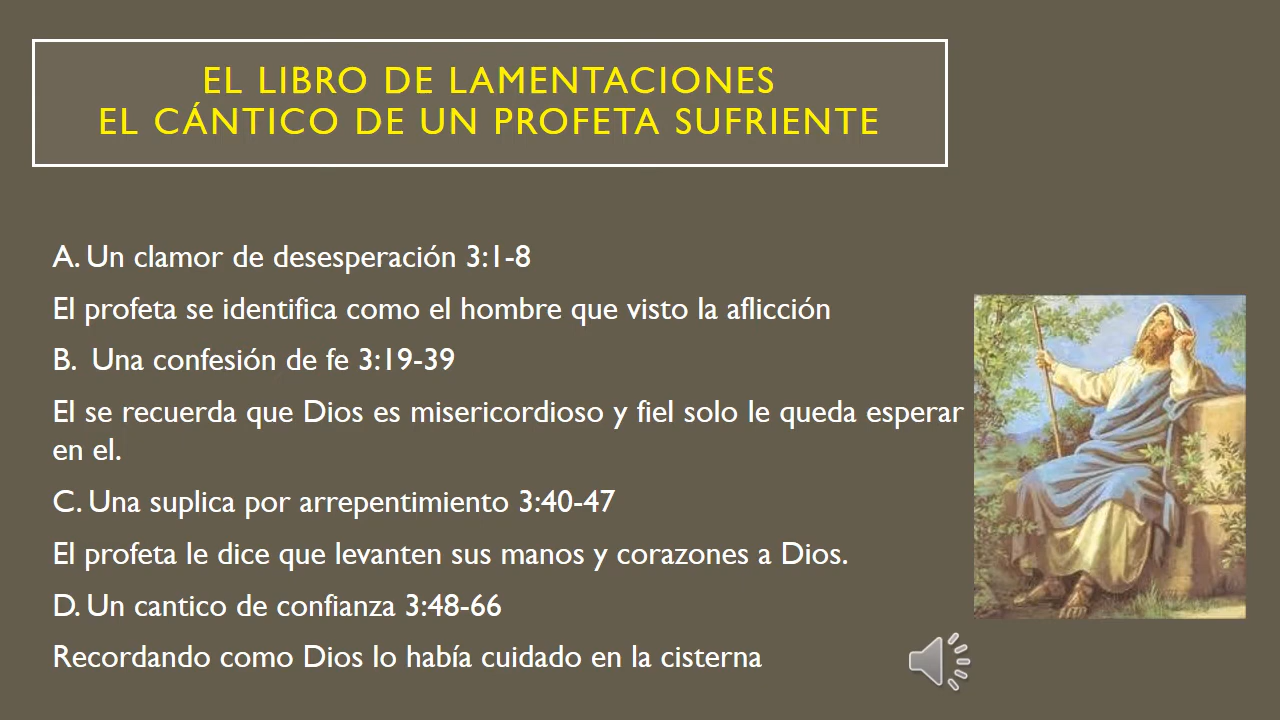 EL LIBRO DE LAMENTACIONES
EL CÁNTICO DE UN PROFETA SUFRIENTE
A. Un clamor de desesperación 3:1-8
El profeta se identifica como el hombre que visto la aflicción
B. Una confesión de fe 3:19-39
El se recuerda que Dios es misericordioso y fiel solo le queda esperar
en el.
C. Una suplica por arrepentimiento 3:40-47
El profeta le dice que levanten sus manos y corazones a Dios.
D. Un cantico de confianza 3:48-66
Recordando como Dios lo había cuidado en la cisterna